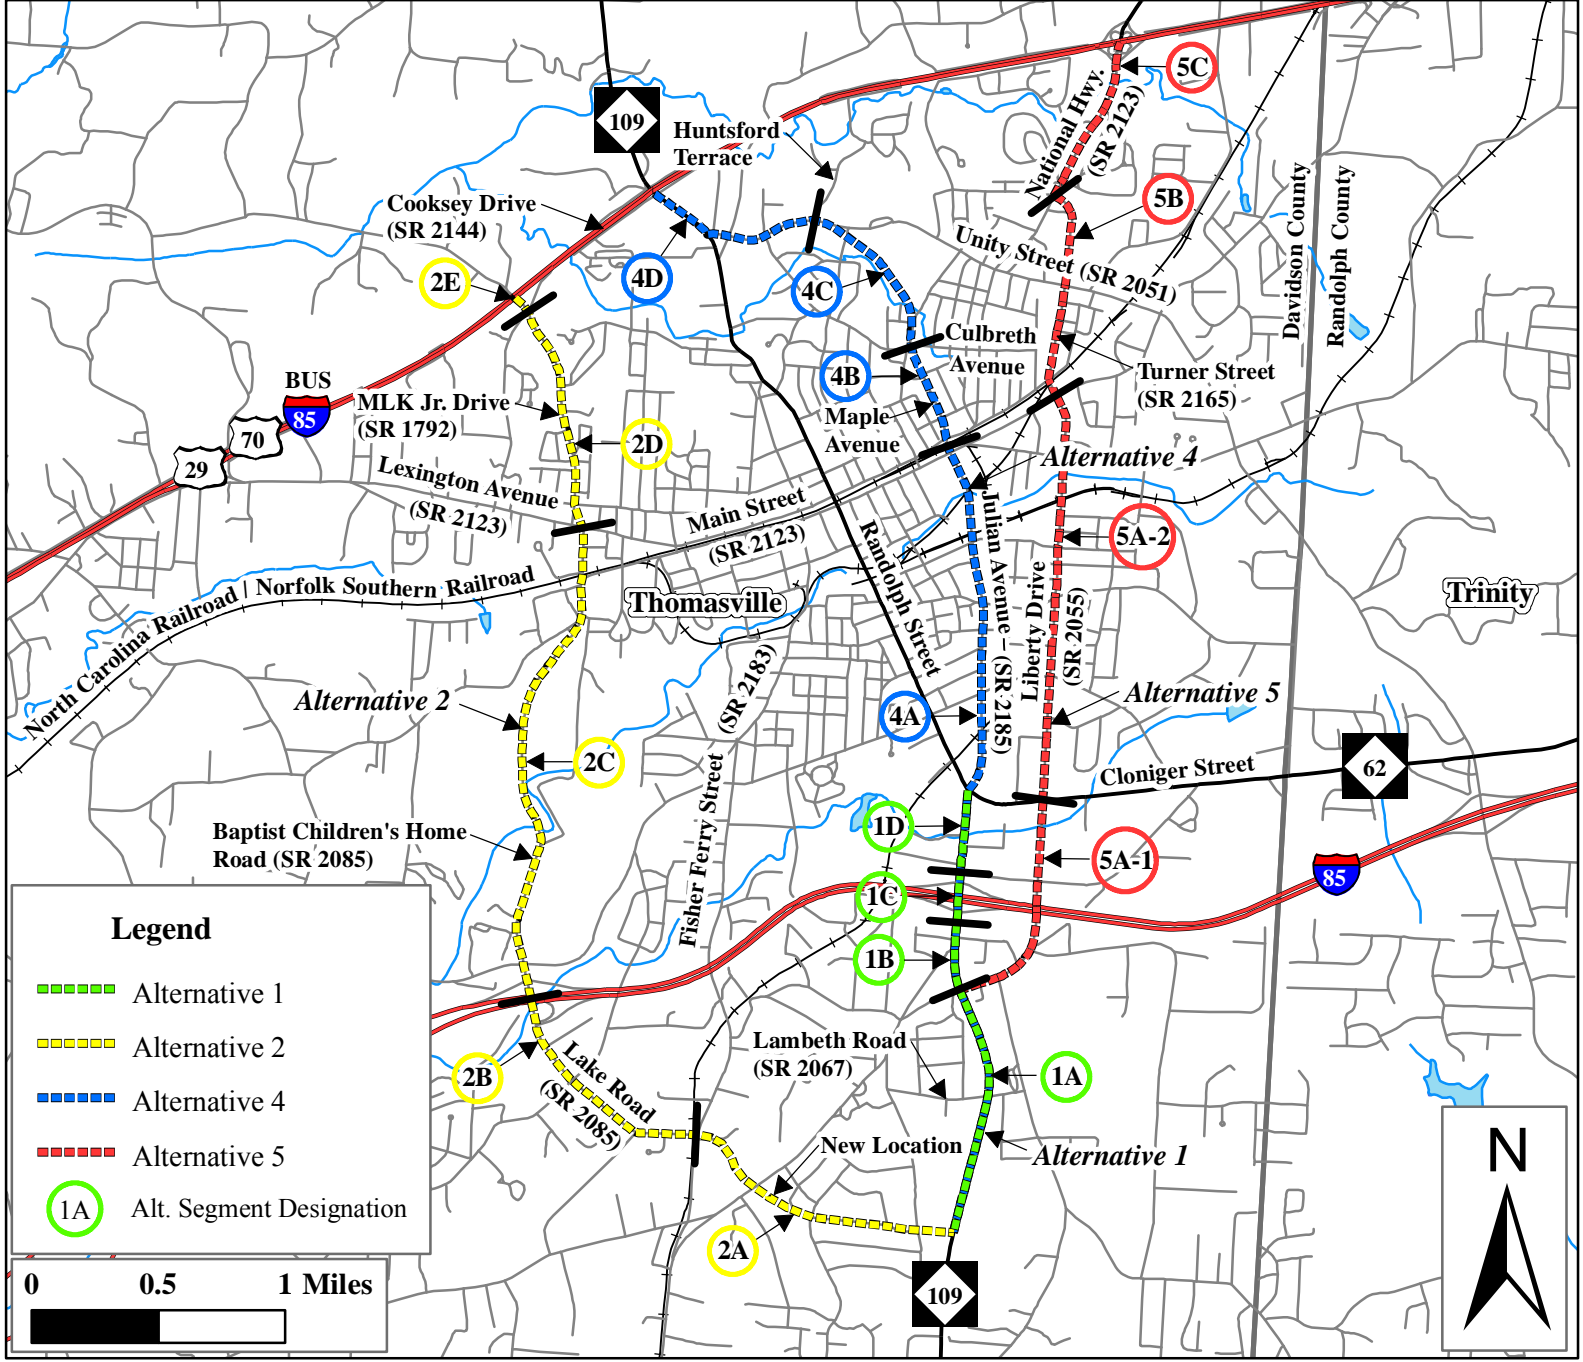 5C
National Hwy.
(SR 2123)
109
Huntsford
Terrace
5B
Davidson County
Randolph County
Cooksey Drive
(SR 2144)
Unity Street (SR 2051)
2E
4D
4C
Culbreth
Avenue
4B
Turner Street
(SR 2165)
BUS
85
70
29
MLK Jr. Drive
(SR 1792)
Maple
Avenue
2D
Alternative 4
Lexington Avenue
(SR 2123)
Main Street
(SR 2123)
5A-2
Randolph Street
Julian Avenue - (SR 2185)
Liberty Drive
(SR 2055)
North Carolina Railroad | Norfolk Southern Railroad
Thomasville
Trinity
Alternative 2
(SR 2183)
Fisher Ferry Street
4A
Alternative 5
2C
Cloniger Street
62
Baptist Children's Home
Road (SR 2085)
1D
5A-1
85
1C
1B
Lambeth Road
(SR 2067)
1A
2B
Lake Road
(SR 2085)
New Location
Alternative 1
2A
109
Legend
Alternative 1
Alternative 2
Alternative 4
Alternative 5
1A Alt. Segment Designation
0 0.5 1 Miles
N